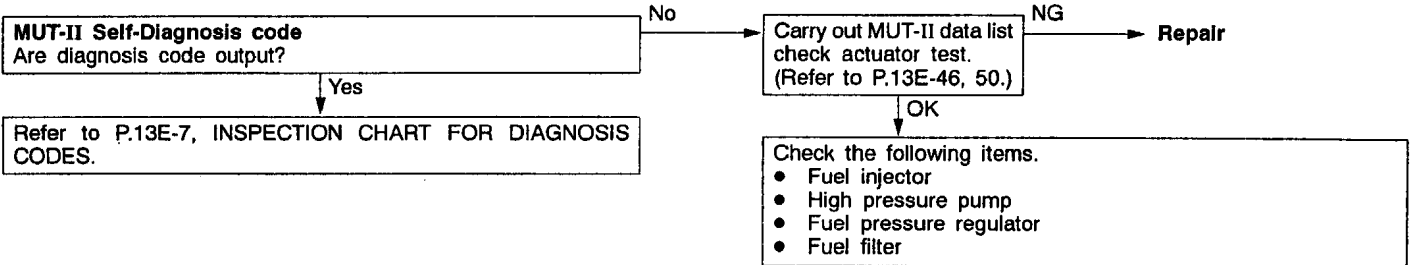 MUT-II Self-Diagnosis code
Are diagnosis code output?
No
Carry out MUT-II data list
check actuator test.
(Refer to P.13E-46, 50.)
NG
Repair
Yes
Refer to P.13E-7, INSPECTION CHART FOR DIAGNOSIS
CODES.
OK
Check the following items.
● Fuel injector
● High pressure pump
● Fuel pressure regulator
● Fuel filter